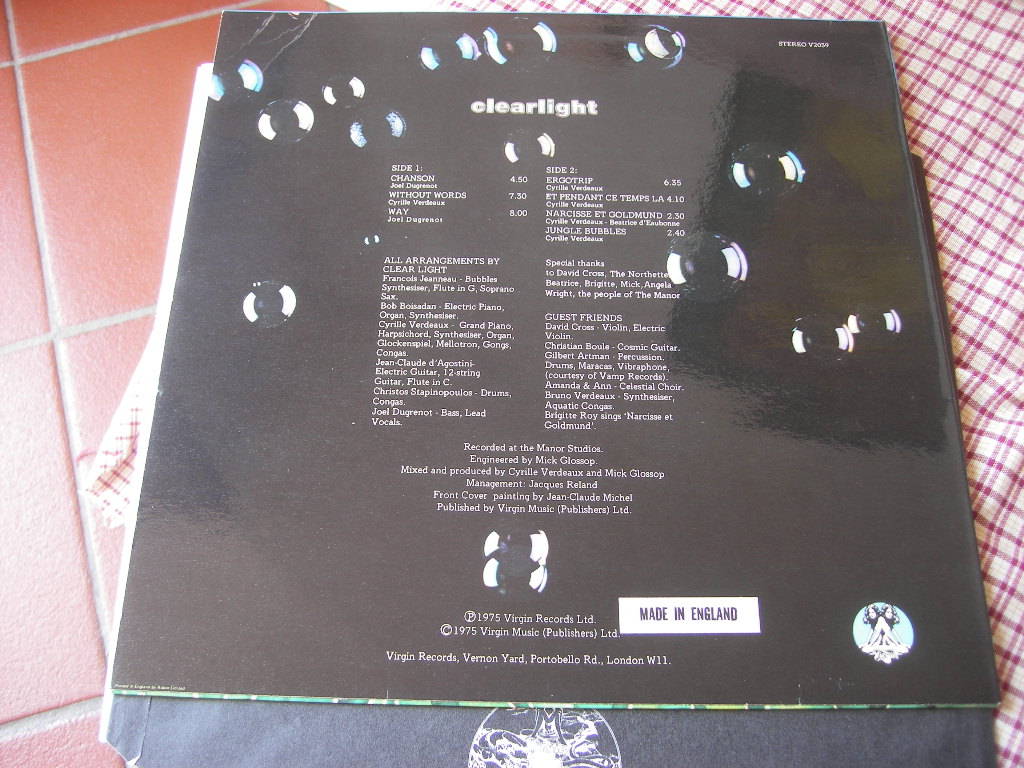 STEREO V2039
clearlight
SIDE 1:
CHANSON 4.50
Joel Dugrenot
WITHOUT WORDS 7.30
Cyrille Verdeaux
WAY 8.00
Joel Dugrenot
SIDE 2:
ERGOTRIP 6.35
Cyrille Verdeaux
ET PENDANT CE TEMPS LA 4.10
Cyrille Verdeaux
NARCISSE ET GOLDMUND 2.30
Cyrille Verdeaux - Beatrice d'Eaubonne
JUNGLE BUBBLES 2.40
Cyrille Verdeaux
ALL ARRANGEMENTS BY
CLEAR LIGHT
Francois Jeanneau - Bubbles
Synthesiser, Flute in G, Soprano
Sax.
Bob Boisadan - Electric Piano,
Organ, Synthesiser.
Cyrille Verdeaux - Grand Piano,
Harpsichord, Synthesiser, Organ,
Glockenspiel, Mellotron, Gongs,
Congas.
Jean-Claude d'Agostini-
Electric Guitar, 12-string
Guitar, Flute in C.
Christos Stapinopoulos - Drums,
Congas.
Joel Dugrenot - Bass, Lead
Vocals.
Special thanks
to David Cross, The Northette
Beatrice, Brigitte, Mick, Angela
Wright, the people of The Manor
GUEST FRIENDS
David Cross - Violin, Electric
Violin.
Christian Boule - Cosmic Guitar.
Gilbert Artman - Percussion.
Drums, Maracas, Vibraphone,
(courtesy of Vamp Records).
Amanda & Ann - Celestial Choir.
Bruno Verdeaux - Synthesiser,
Aquatic Congas.
Brigitte Roy sings 'Narcisse et
Goldmund'.
Recorded at the Manor Studios.
Engineered by Mick Glossop.
Mixed and produced by Cyrille Verdeaux and Mick Glossop
Management: Jacques Reland
Front Cover painting by Jean-Claude Michel
Published by Virgin Music (Publishers) Ltd.
℗1975 Virgin Records Ltd.
©1975 Virgin Music (Publishers) Ltd.
MADE IN ENGLAND
Virgin Records, Vernon Yard, Portobello Rd., London W11.
Printed in England by Robor Limited